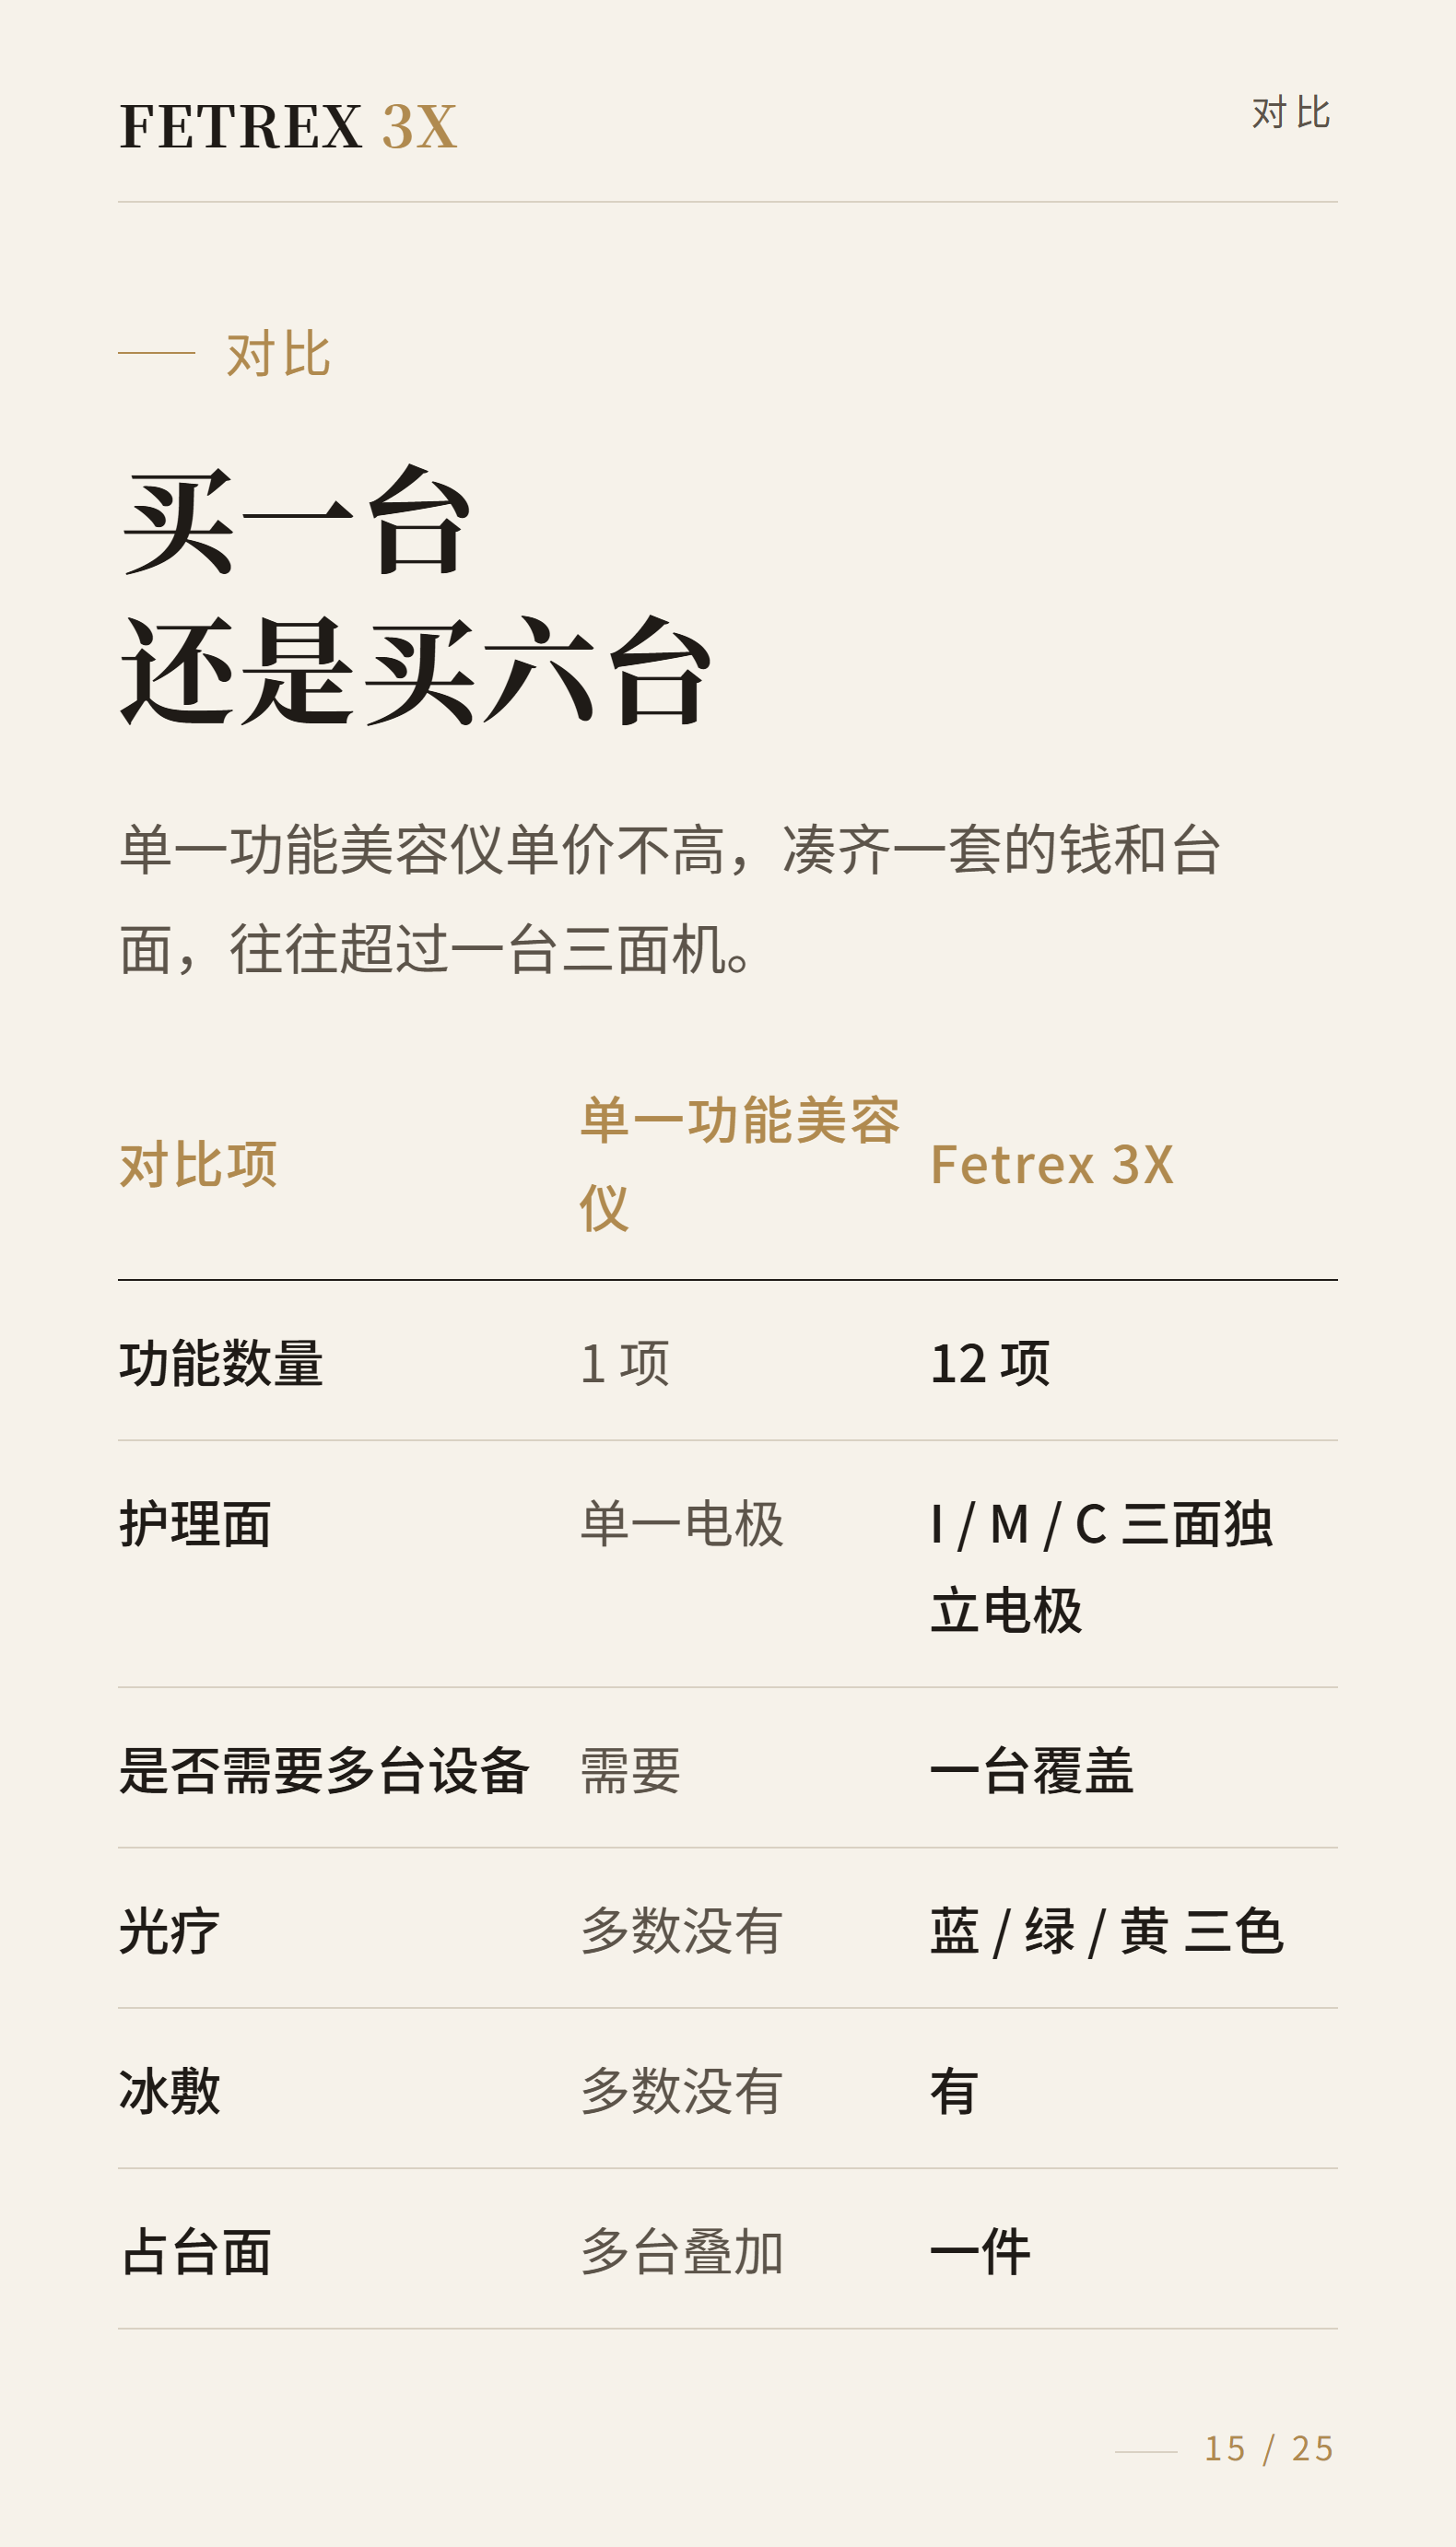 FETREX 3X
对比
对比
买一台
还是买六台
单一功能美容仪单价不高，凑齐一套的钱和台
面，往往超过一台三面机。
对比项 单一功能美容仪 Fetrex 3X
功能数量 1 项 12 项
护理面 单一电极 I / M / C 三面独立电极
是否需要多台设备 需要 一台覆盖
光疗 多数没有 蓝 / 绿 / 黄 三色
冰敷 多数没有 有
占台面 多台叠加 一件
15 / 25